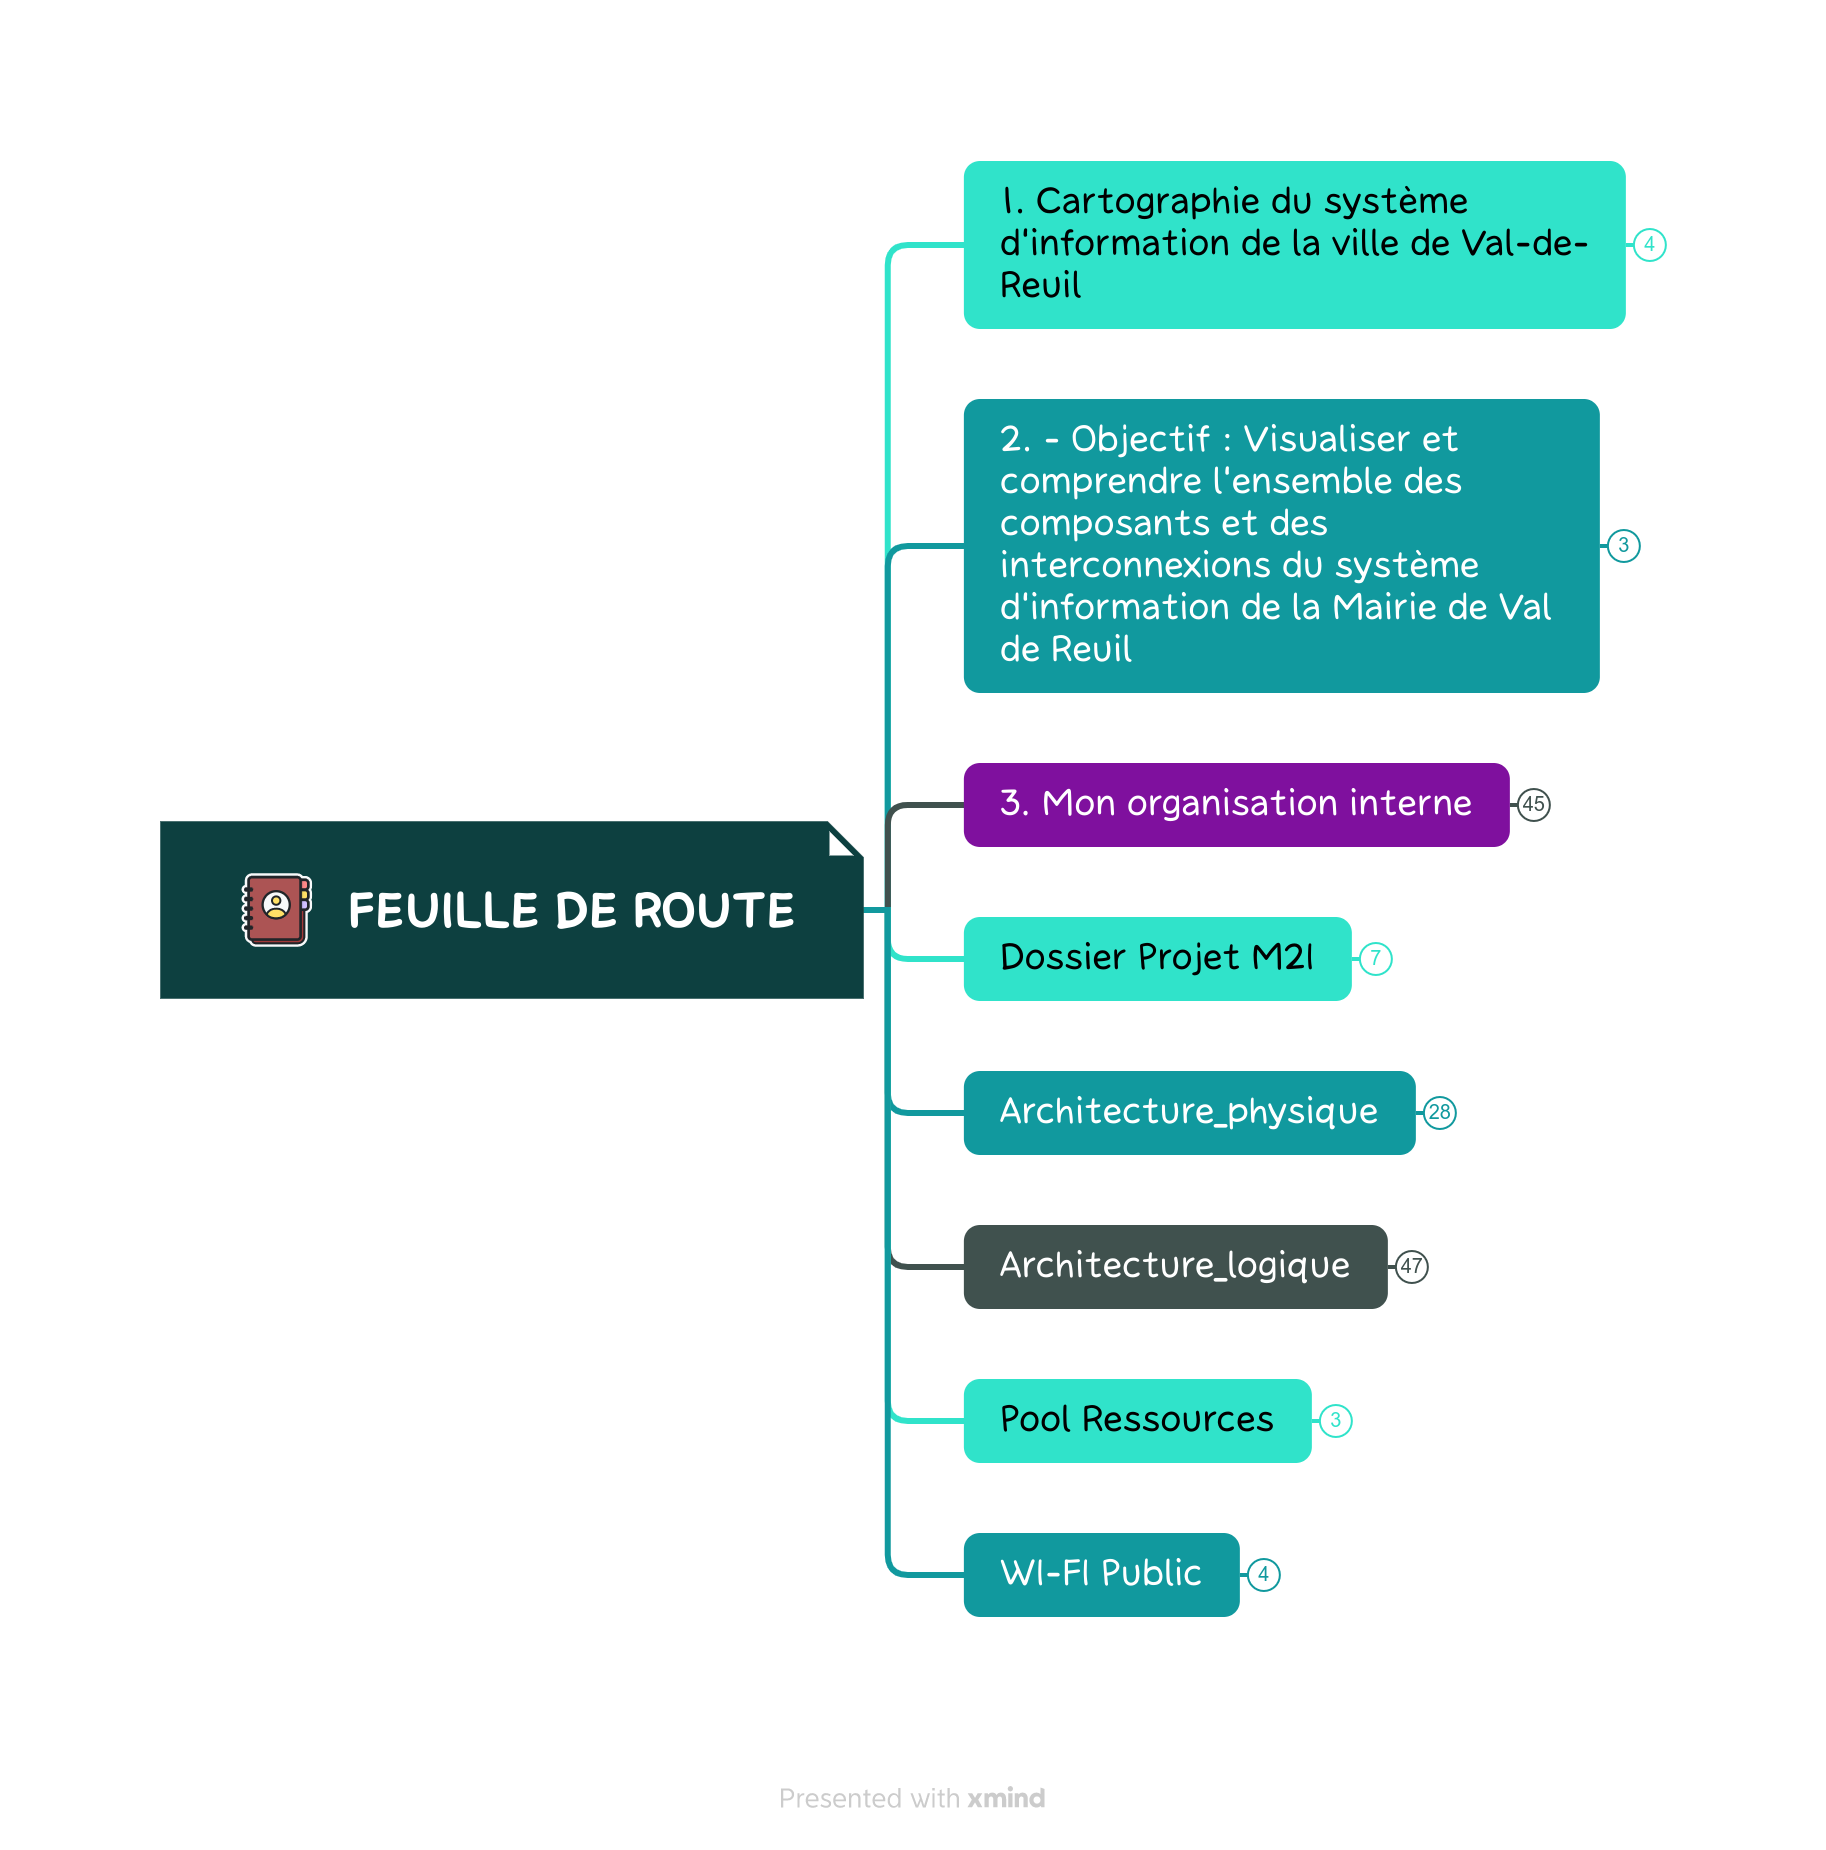 1. Cartographie du système
d'information de la ville de Val-de-
Reuil
4
2. - Objectif : Visualiser et
comprendre l'ensemble des
composants et des
interconnexions du système
d'information de la Mairie de Val
de Reuil
3
3. Mon organisation interne
45
FEUILLE DE ROUTE
Dossier Projet M2I
7
Architecture_physique
28
Architecture_logique
47
Pool Ressources
3
WI-FI Public
4
Presented with xmind